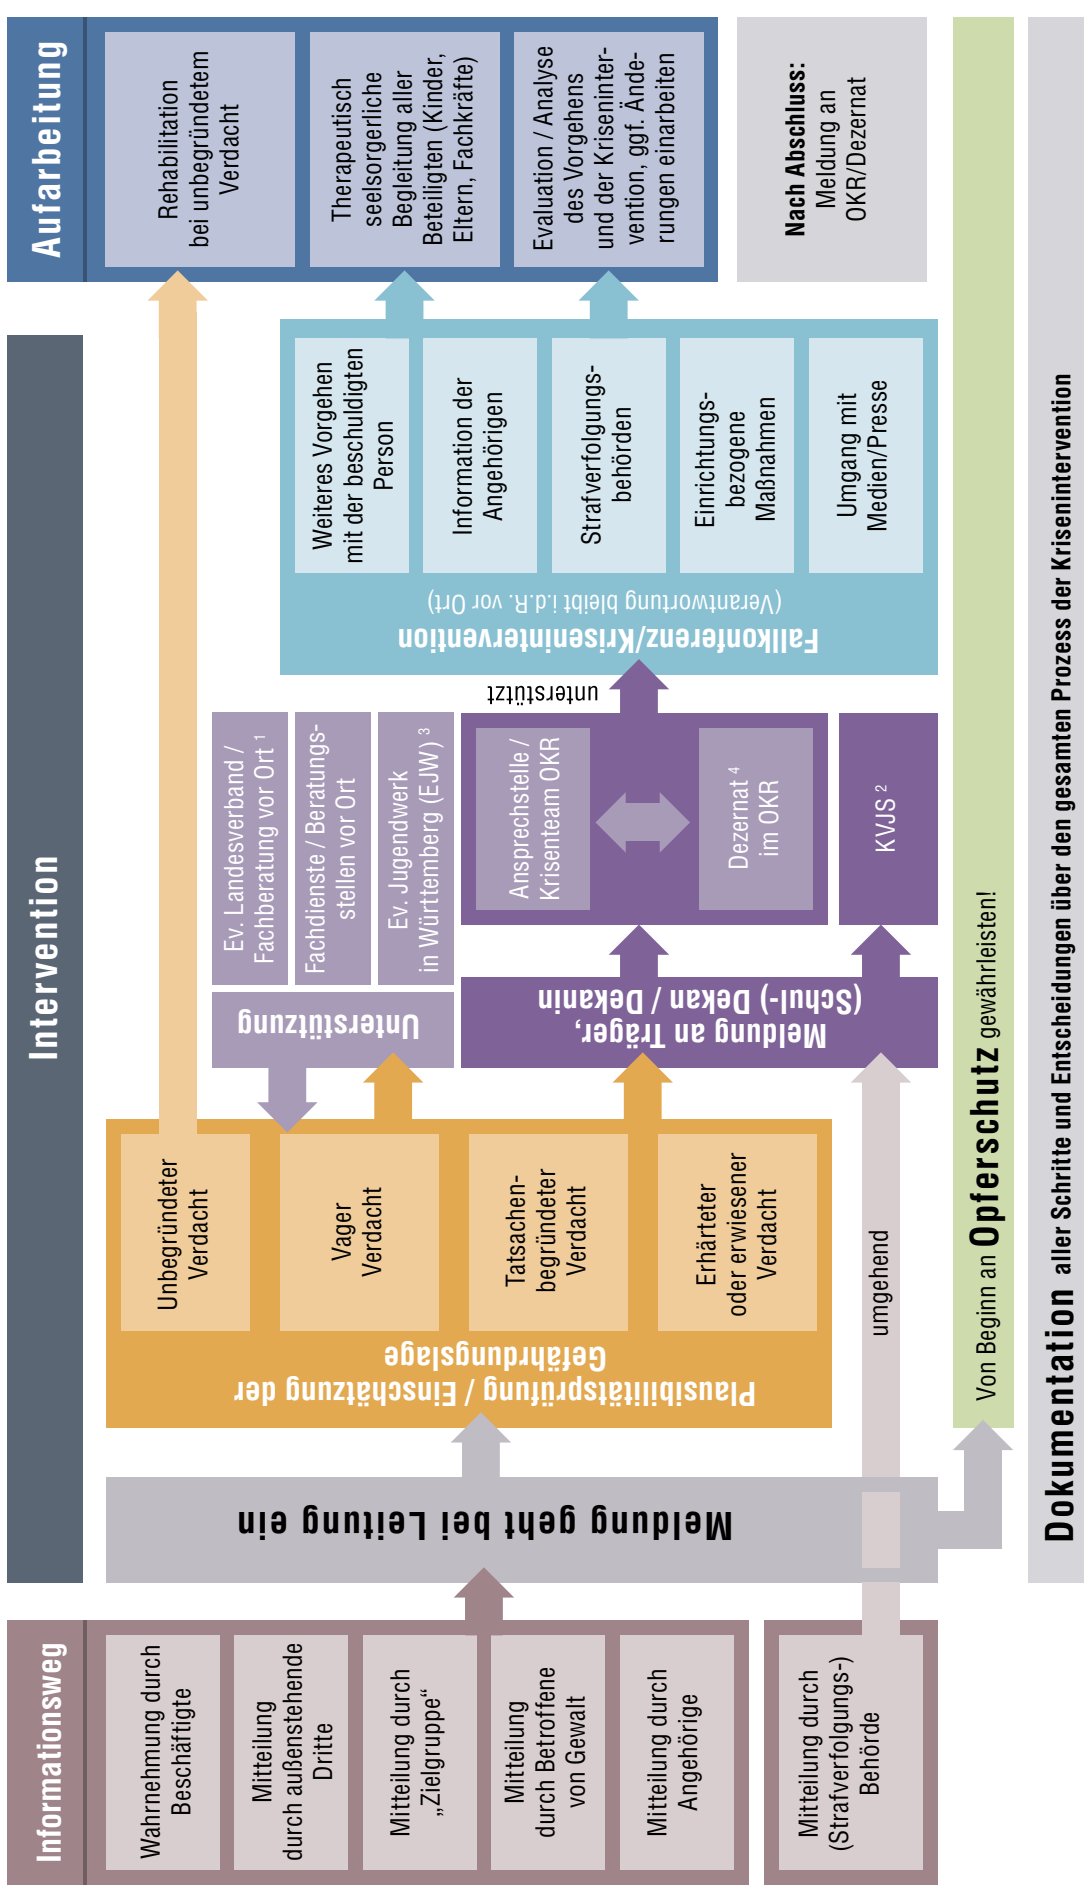 Informationsweg
Wahrnehmung durch
Beschäftigte
Mitteilung
durch außenstehende
Dritte
Mitteilung durch
„Zielgruppe“
Mitteilung
durch Betroffene
von Gewalt
Mitteilung durch
Angehörige
Mitteilung durch
(Strafverfolgungs-)
Behörde
Intervention
Meldung geht bei Leitung ein
Plausibilitätsprüfung / Einschätzung der
Gefährdungslage
Unbegründeter
Verdacht
Vager
Verdacht
Tatsachen-
begründeter
Verdacht
Erhärteter
oder erwiesener
Verdacht
umgehend
Unterstützung
Ev. Landesverband /
Fachberatung vor Ort ¹
Fachdienste / Beratungs-
stellen vor Ort
Ev. Jugendwerk
in Württemberg (EJW) ³
Meldung an Träger,
(Schul-) Dekan / Dekanin
Ansprechstelle /
Krisenteam OKR
Dezernat ⁴
im OKR
KVJS ²
unterstützt
Fallkonferenz/Krisenintervention
(Verantwortung bleibt i.d.R. vor Ort)
Weiteres Vorgehen
mit der beschuldigten
Person
Information der
Angehörigen
Strafverfolgungs-
behörden
Einrichtungs-
bezogene
Maßnahmen
Umgang mit
Medien/Presse
Aufarbeitung
Rehabilitation
bei unbegründetem
Verdacht
Therapeutisch
seelsorgerliche
Begleitung aller
Beteiligten (Kinder,
Eltern, Fachkräfte)
Evaluation / Analyse
des Vorgehens
und der Kriseninter-
vention, ggf. Ände-
rungen einarbeiten
Nach Abschluss:
Meldung an
OKR/Dezernat
Von Beginn an Opferschutz gewährleisten!
Dokumentation aller Schritte und Entscheidungen über den gesamten Prozess der Krisenintervention